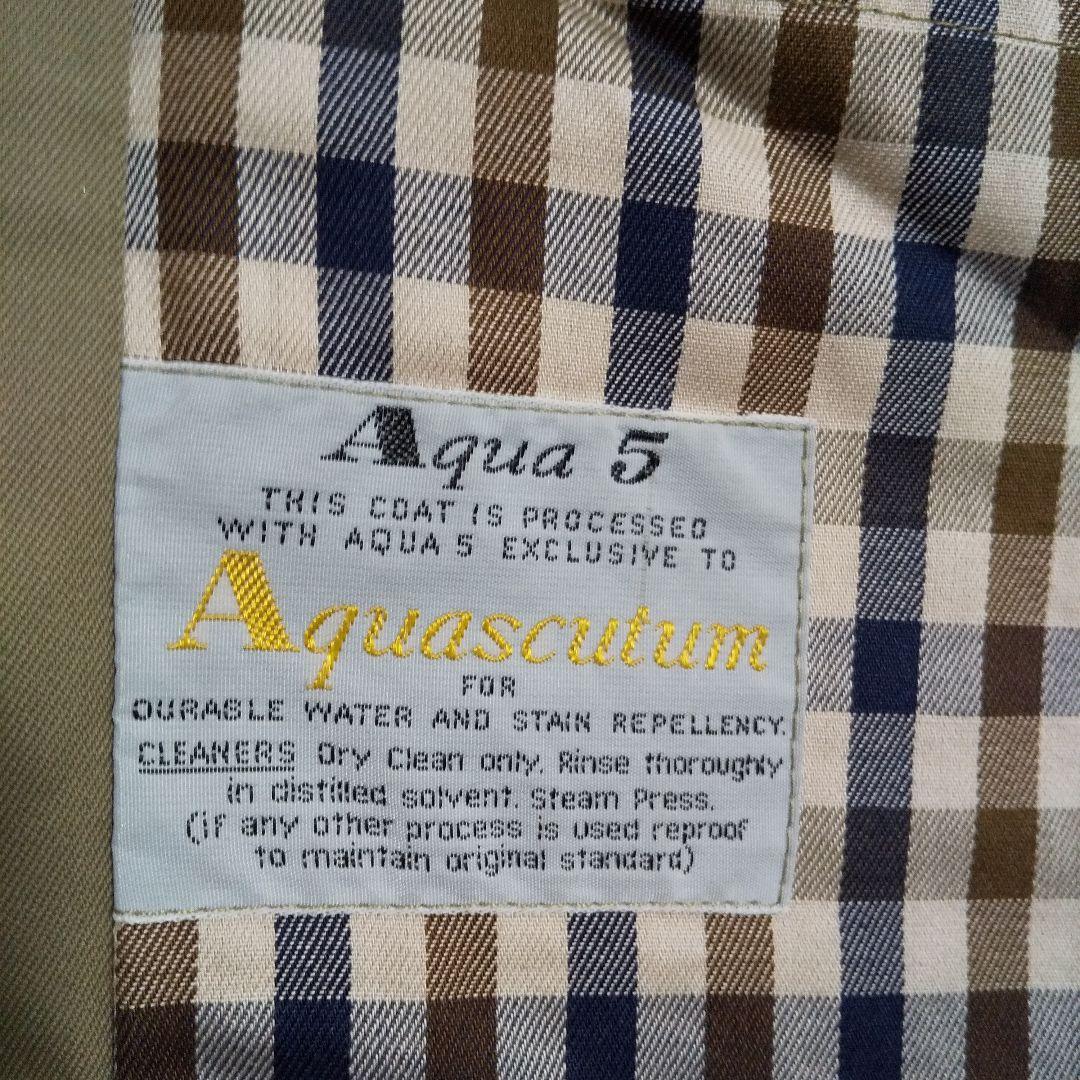 Aqua 5
THIS COAT IS PROCESSED
WITH AQUA 5 EXCLUSIVE TO
Aquascutum
FOR
DURABLE WATER AND STAIN REPELLENCY.
CLEANERS Dry Clean only. Rinse thoroughly
in distilled solvent. Steam Press.
(if any other process is used reproof
to maintain original standard)